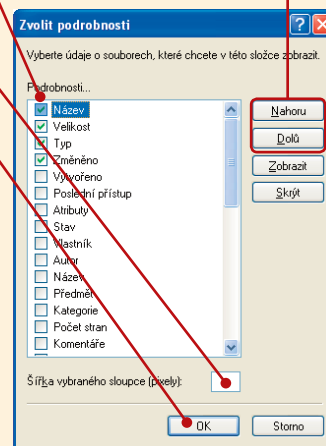 Zvolit podrobnosti
Vyberte údaje o souborech, které chcete v této složce zobrazit.
Podrobnosti...
Název
Velikost
Typ
Změněno
Vytvořeno
Poslední přístup
Atributy
Stav
Vlastník
Autor
Název
Předmět
Kategorie
Počet stran
Komentáře
Nahoru
Dolů
Zobrazit
Skrýt
Šířka vybraného sloupce (pixely):
OK
Storno